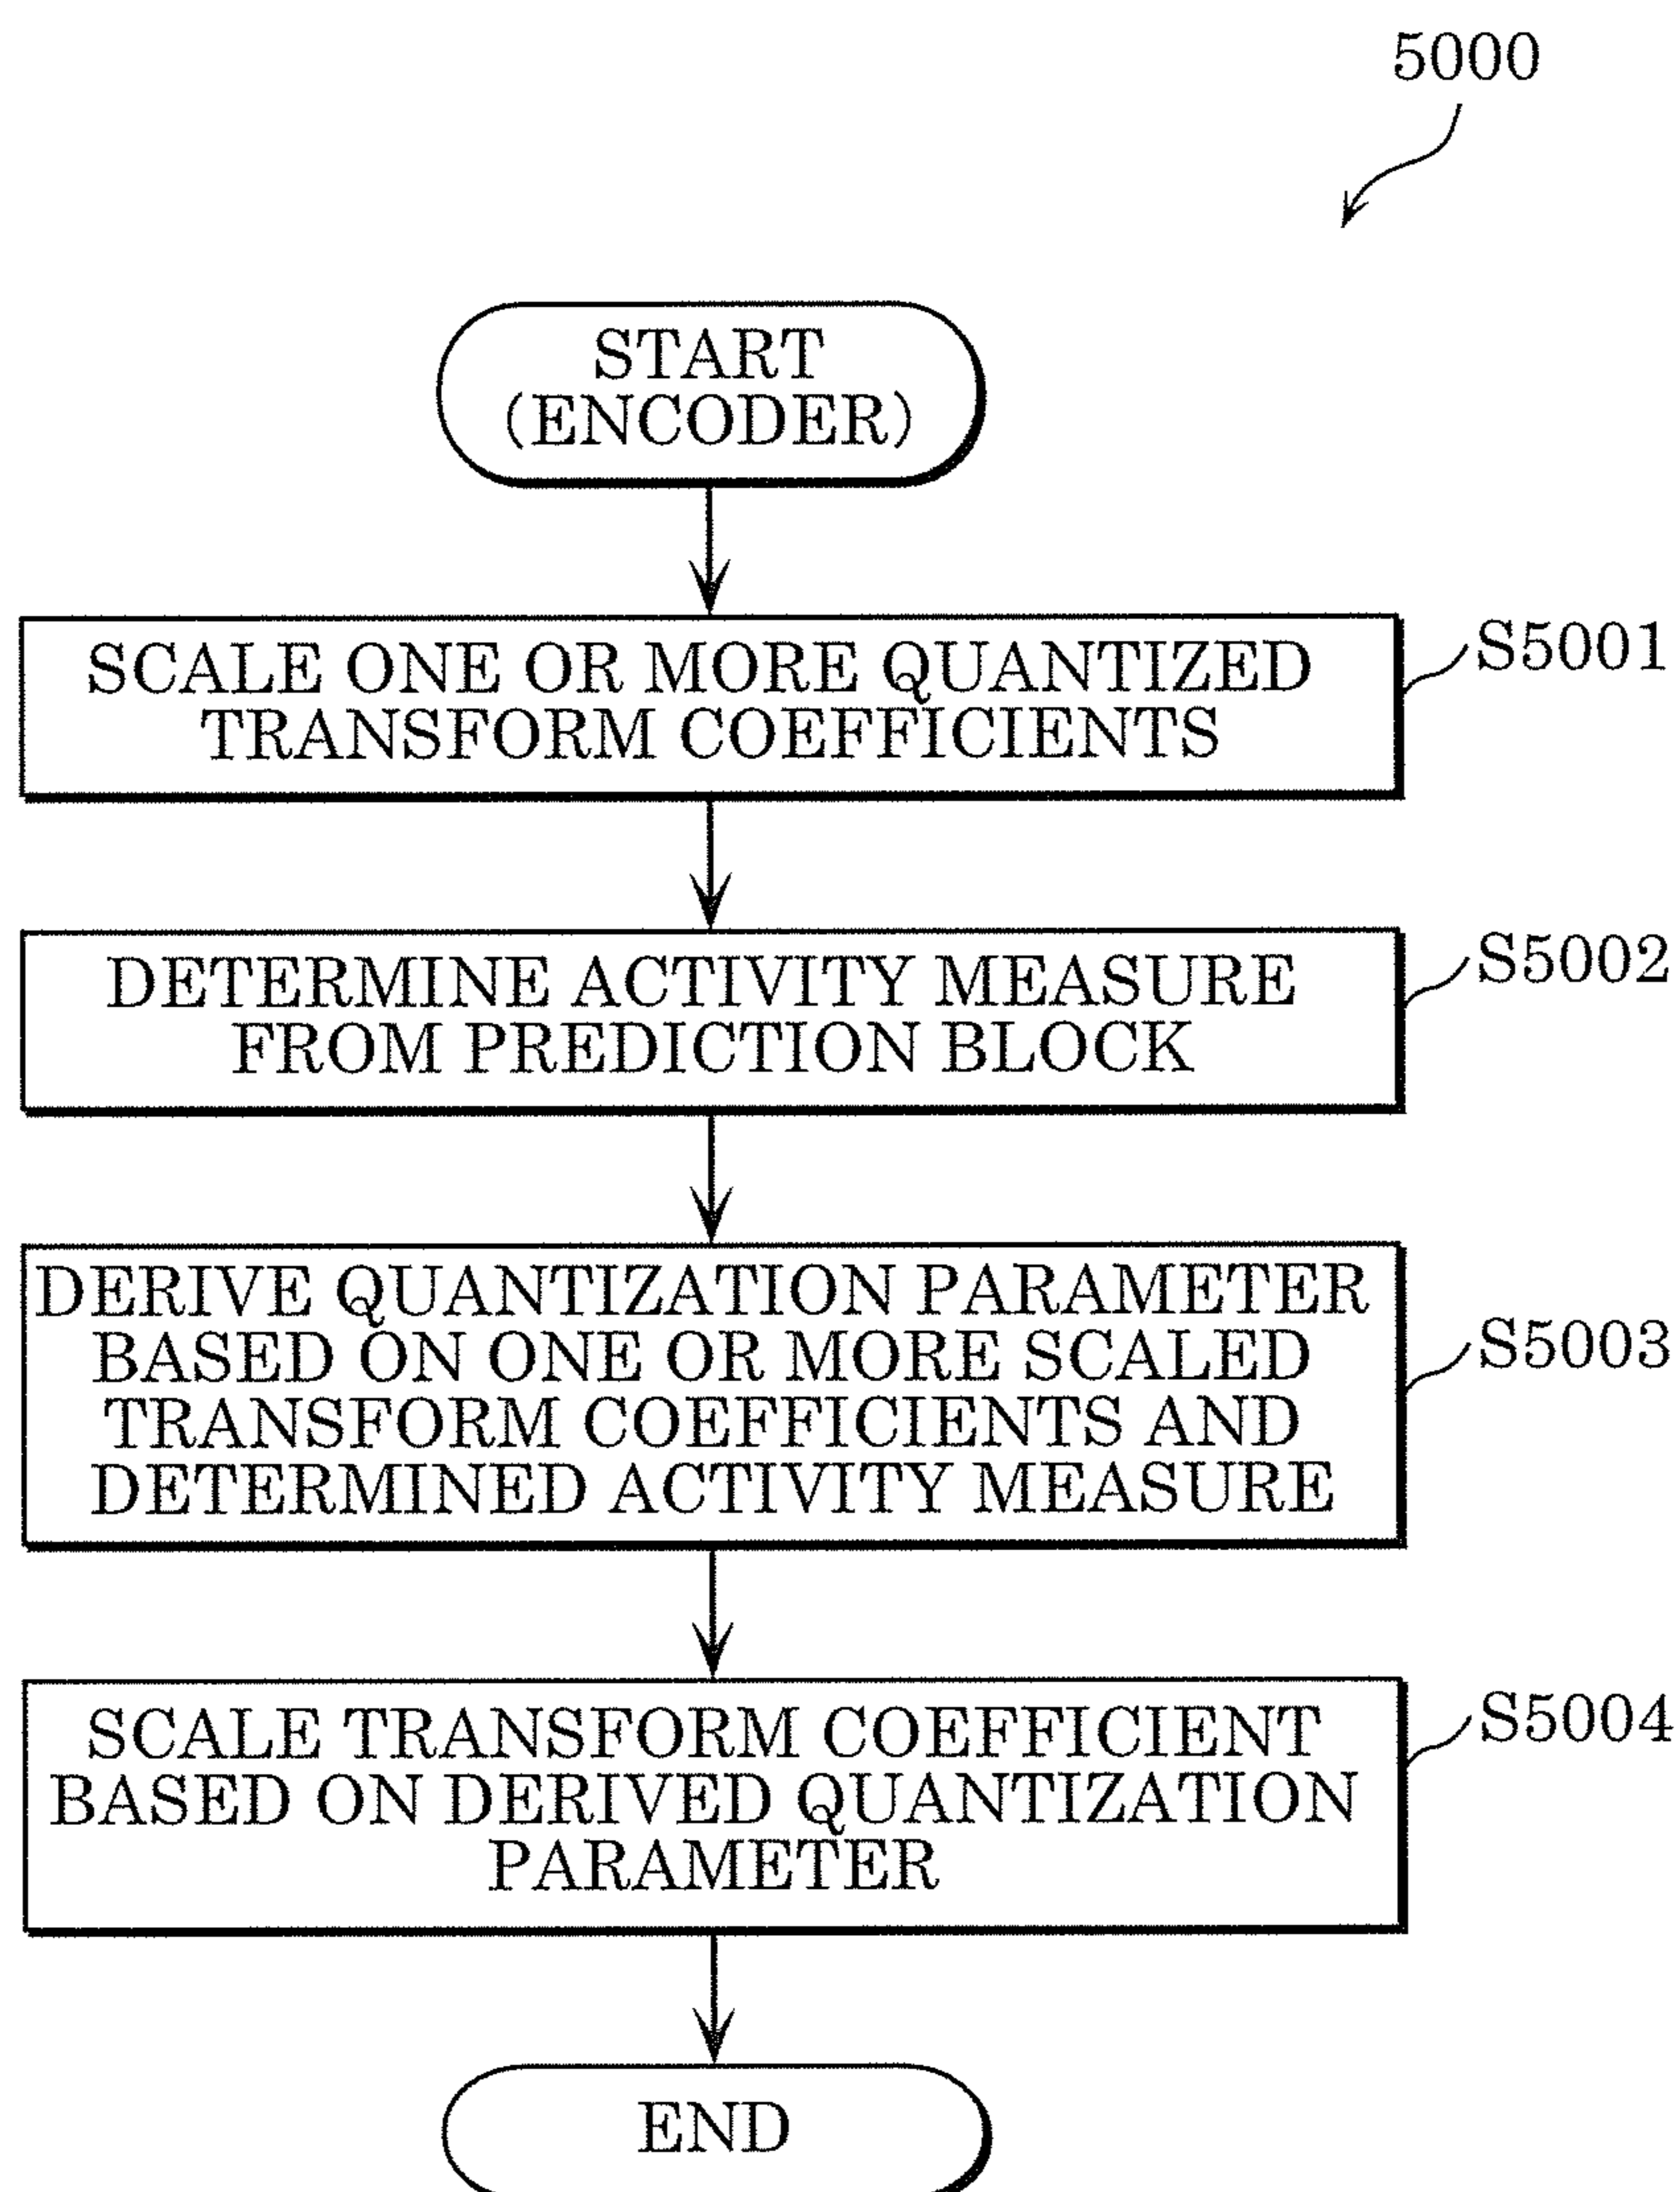 5000
START
(ENCODER)
SCALE ONE OR MORE QUANTIZED
TRANSFORM COEFFICIENTS
S5001
DETERMINE ACTIVITY MEASURE
FROM PREDICTION BLOCK
S5002
DERIVE QUANTIZATION PARAMETER
BASED ON ONE OR MORE SCALED
TRANSFORM COEFFICIENTS AND
DETERMINED ACTIVITY MEASURE
S5003
SCALE TRANSFORM COEFFICIENT
BASED ON DERIVED QUANTIZATION
PARAMETER
S5004
END